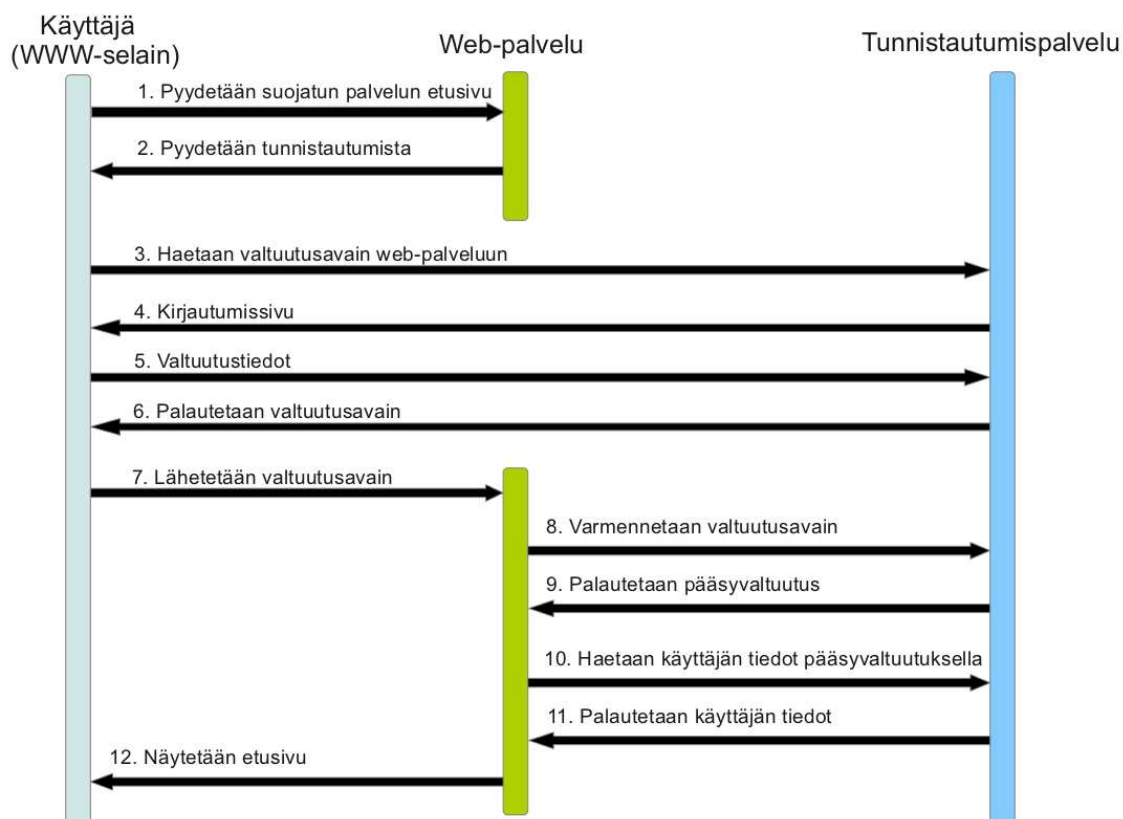 Käyttäjä
(WWW-selain)
Web-palvelu
Tunnistautumispalvelu
1. Pyydetään suojatun palvelun etusivu
2. Pyydetään tunnistautumista
3. Haetaan valtuutusavain web-palveluun
4. Kirjautumissivu
5. Valtuutustiedot
6. Palautetaan valtuutusavain
7. Lähetetään valtuutusavain
8. Varmennetaan valtuutusavain
9. Palautetaan pääsyvaltuutus
10. Haetaan käyttäjän tiedot pääsyvaltuutuksella
11. Palautetaan käyttäjän tiedot
12. Näytetään etusivu